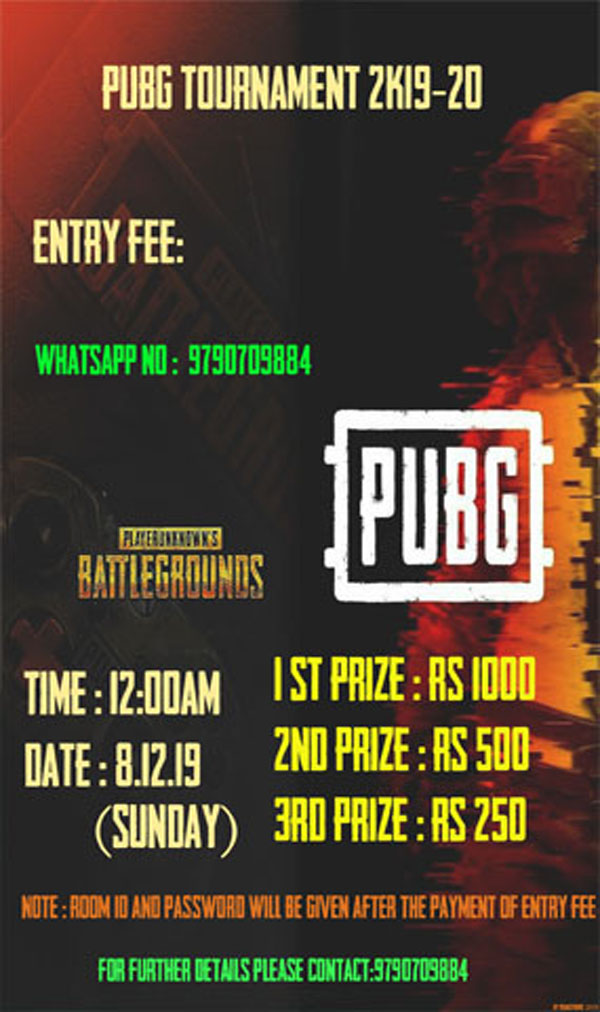 PUBG TOURNAMENT 2K19-20
ENTRY FEE:
WHATSAPP NO : 9790709884
PUBG
PLAYERUNKNOWN'S
BATTLEGROUNDS
TIME : 12:00AM
DATE : 8.12.19
(SUNDAY)
1 ST PRIZE : RS 1000
2ND PRIZE : RS 500
3RD PRIZE : RS 250
NOTE : ROOM ID AND PASSWORD WILL BE GIVEN AFTER THE PAYMENT OF ENTRY FEE
FOR FURTHER DETAILS PLEASE CONTACT:9790709884